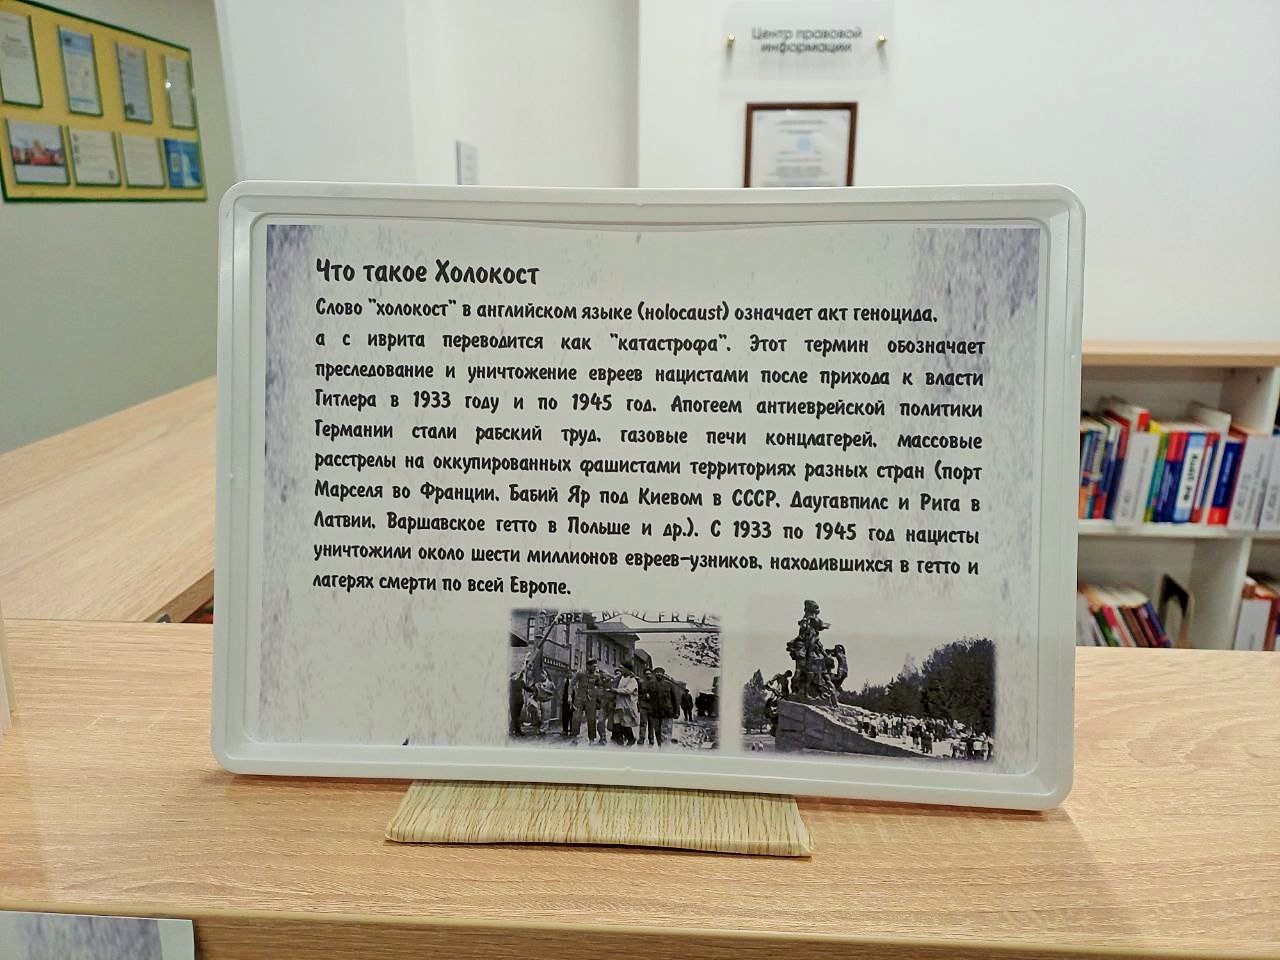 Центр правовой
информации
Что такое Холокост
Слово "холокост" в английском языке (holocaust) означает акт геноцида,
а с иврита переводится как "катастрофа". Этот термин обозначает
преследование и уничтожение евреев нацистами после прихода к власти
Гитлера в 1933 году и по 1945 год. Апогеем антиеврейской политики
Германии стали рабский труд, газовые печи концлагерей, массовые
расстрелы на оккупированных фашистами территориях разных стран (порт
Марселя во Франции, Бабий Яр под Киевом в СССР, Даугавпилс и Рига в
Латвии, Варшавское гетто в Польше и др.). С 1933 по 1945 год нацисты
уничтожили около шести миллионов евреев-узников, находившихся в гетто и
лагерях смерти по всей Европе.